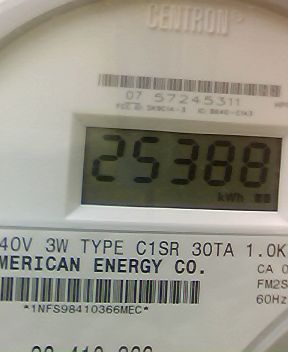 CENTRON®
07 57245311
25388
kWh
40V 3W TYPE C1SR 30TA 1.0K
MERICAN ENERGY CO.
CA 0
FM2S
60Hz
*1NFS98410366MEC*